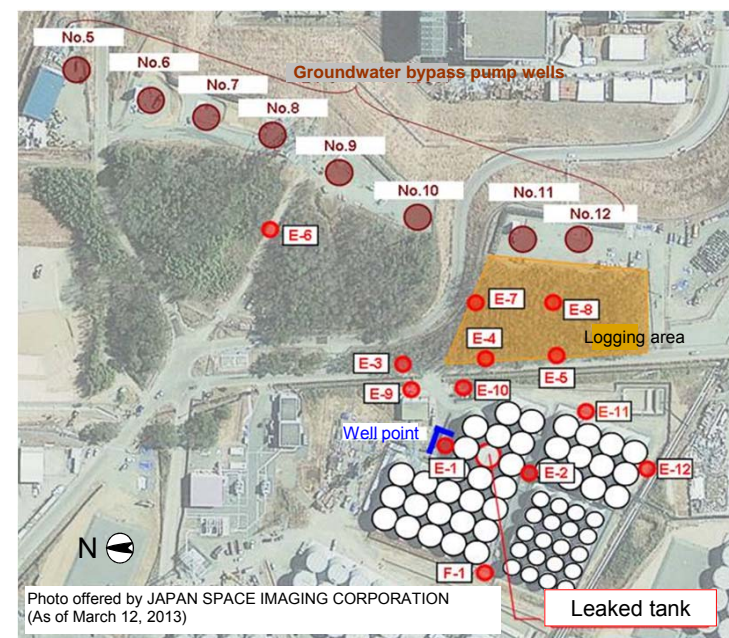 No.5
No.6
No.7
Groundwater bypass pump wells
No.8
No.9
No.10
No.11
No.12
E-6
E-7
E-8
Logging area
E-4
E-5
E-3
E-9
E-10
E-11
Well point
E-1
E-2
E-12
N
F-1
Photo offered by JAPAN SPACE IMAGING CORPORATION
(As of March 12, 2013)
Leaked tank